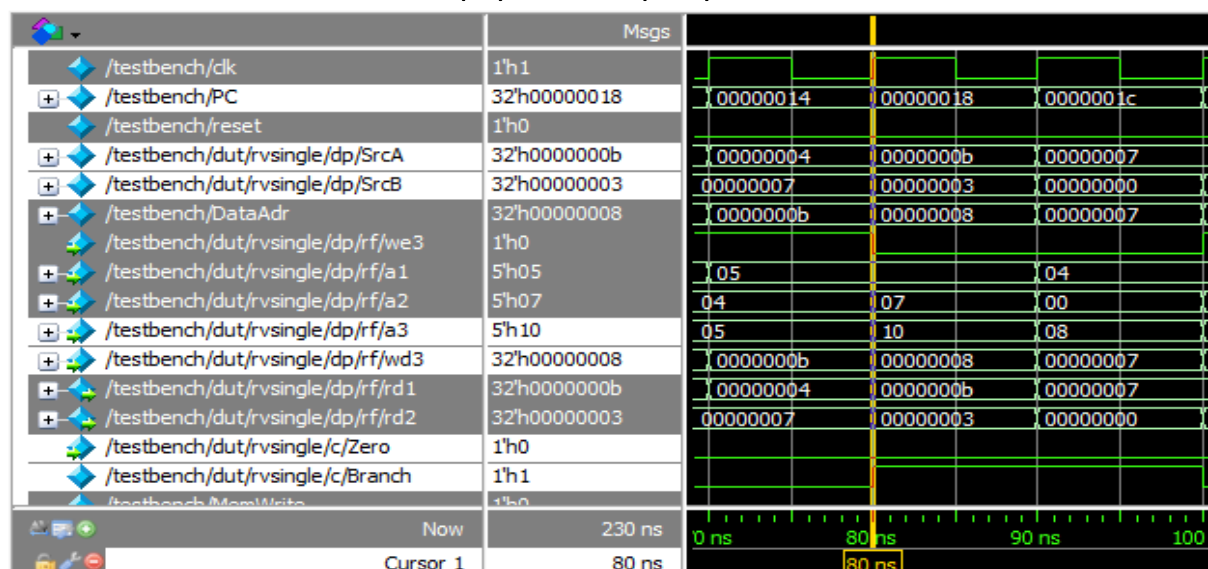 Msgs
/testbench/clk 1'h1
/testbench/PC 32'h00000018 00000014 00000018 0000001c
/testbench/reset 1'h0
/testbench/dut/rvsingle/dp/SrcA 32'h0000000b 00000004 0000000b 00000007
/testbench/dut/rvsingle/dp/SrcB 32'h00000003 00000007 00000003 00000000
/testbench/DataAdr 32'h00000008 0000000b 00000008 00000007
/testbench/dut/rvsingle/dp/rf/we3 1'h0
/testbench/dut/rvsingle/dp/rf/a1 5'h05 05 04
/testbench/dut/rvsingle/dp/rf/a2 5'h07 04 07 00
/testbench/dut/rvsingle/dp/rf/a3 5'h10 05 10 08
/testbench/dut/rvsingle/dp/rf/wd3 32'h00000008 0000000b 00000008 00000007
/testbench/dut/rvsingle/dp/rf/rd1 32'h0000000b 00000004 0000000b 00000007
/testbench/dut/rvsingle/dp/rf/rd2 32'h00000003 00000007 00000003 00000000
/testbench/dut/rvsingle/c/Zero 1'h0
/testbench/dut/rvsingle/c/Branch 1'h1
/testbench/MemWrite 1'h0
Now 230 ns 0 ns 80 ns 90 ns 100
Cursor 1 80 ns 80 ns